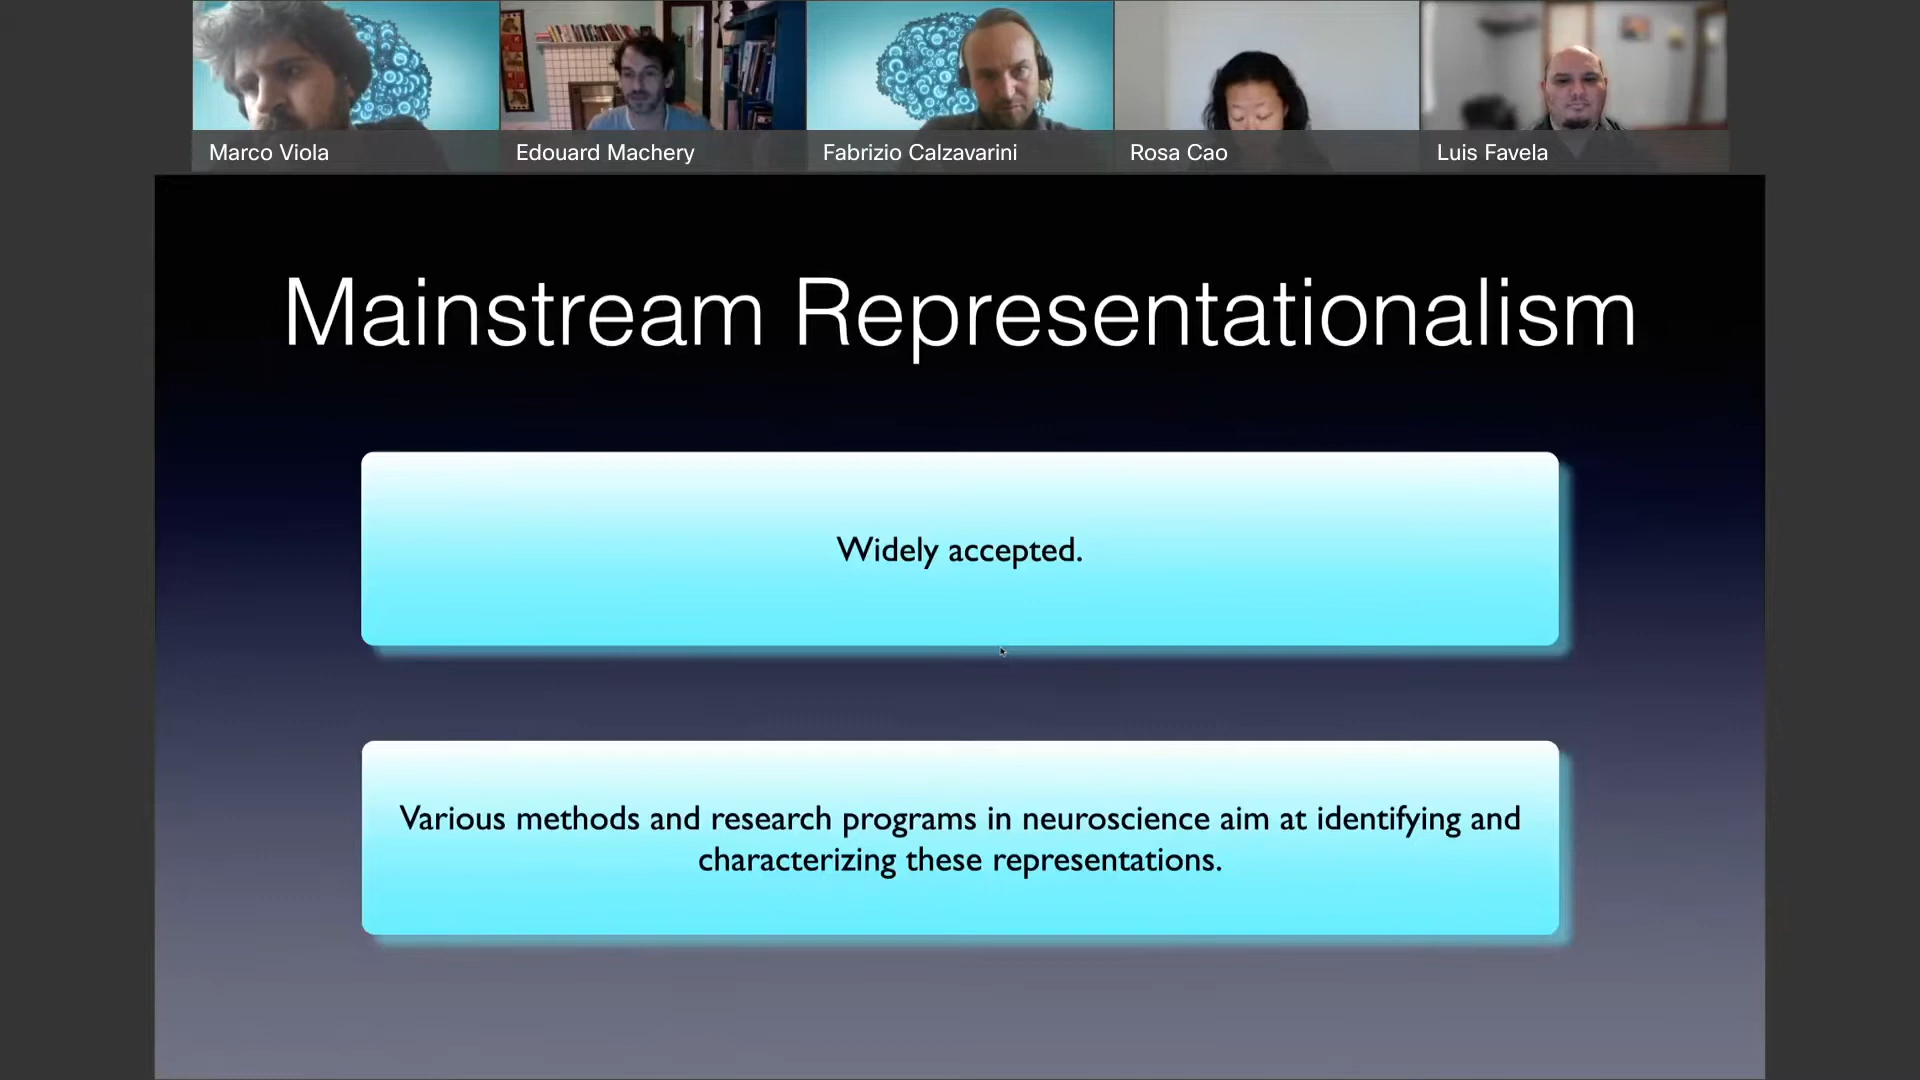 Marco Viola
Edouard Machery
Fabrizio Calzavarini
Rosa Cao
Luis Favela
Mainstream Representationalism
Widely accepted.
Various methods and research programs in neuroscience aim at identifying and
characterizing these representations.